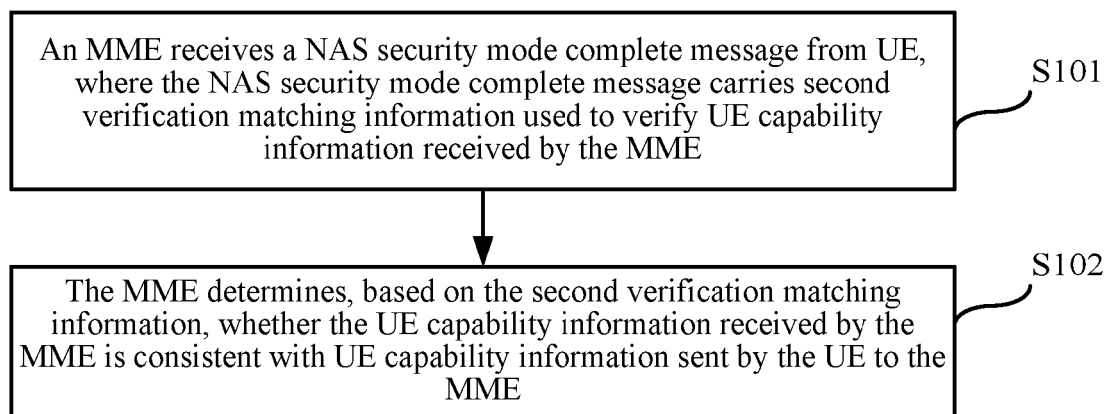 An MME receives a NAS security mode complete message from UE,
where the NAS security mode complete message carries second
verification matching information used to verify UE capability
information received by the MME
S101
The MME determines, based on the second verification matching
information, whether the UE capability information received by the
MME is consistent with UE capability information sent by the UE to the
MME
S102